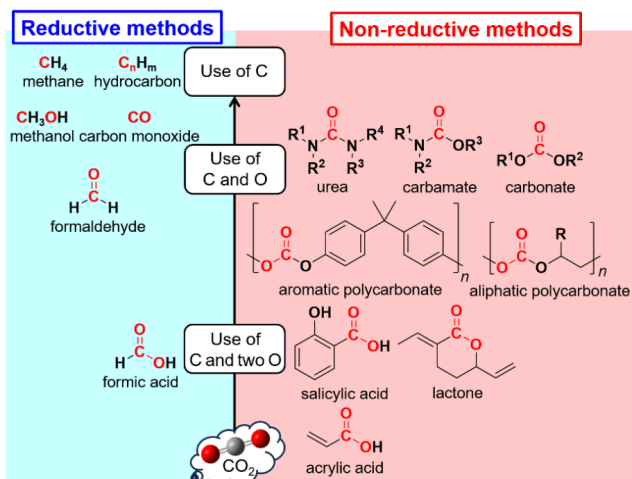 Reductive methods
Non-reductive methods
CH4
CnHm
methane
hydrocarbon
Use of C
CH3OH
CO
methanol
carbon monoxide
Use of
C and O
O
R1
N
N
R4
R2
R3
urea
O
R1
N
OR3
R2
carbamate
O
R1O
OR2
carbonate
O
C
H
H
formaldehyde
O
O
C
O
n
aromatic polycarbonate
O
O
C
O
R
n
aliphatic polycarbonate
Use of
C and two O
O
H
C
OH
formic acid
OH
O
C
OH
salicylic acid
O
C
O
lactone
CO2
O
C
OH
acrylic acid